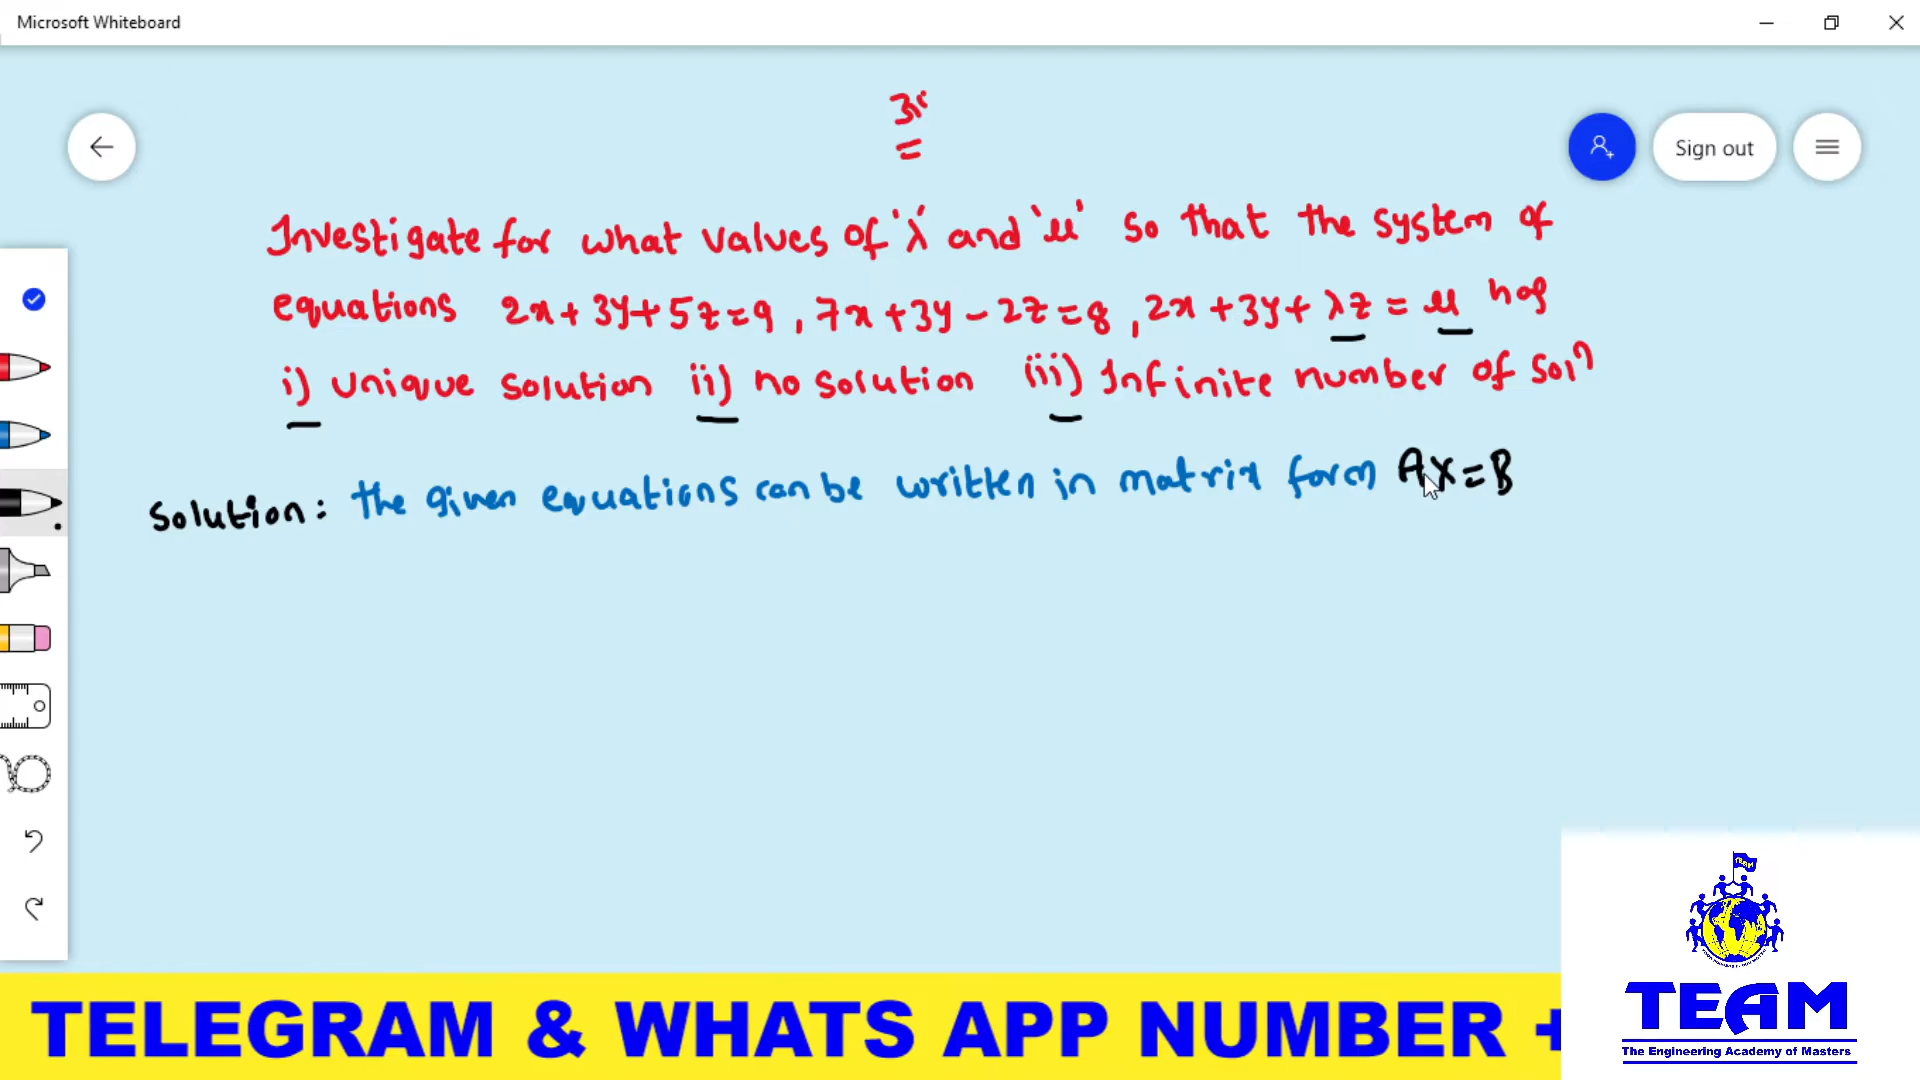 Microsoft Whiteboard
Sign out
Investigate for what values of 'λ' and 'μ' so that the system of
equations 2x + 3y + 5z = 9 , 7x + 3y - 2z = 8 , 2x + 3y + λz = μ has
i) unique solution ii) no solution (iii) Infinite number of Solⁿ
Solution: the given equations can be written in matrix form AX = B
TEAM
TEAM
The Engineering Academy of Masters
TELEGRAM & WHATS APP NUMBER +